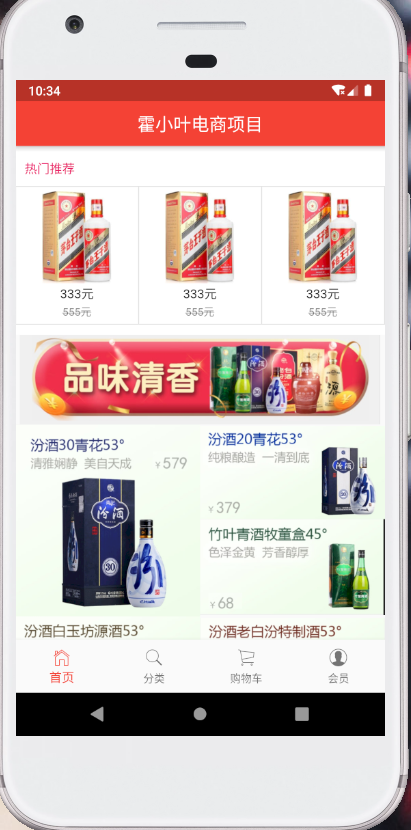 10:34
霍小叶电商项目
热门推荐
333元 333元 333元
555元 555元 555元
品味清香
汾酒30青花53°
清雅娴静 美自天成 ¥579
汾酒
30
汾酒20青花53°
纯粮酿造 一清到底
¥379
竹叶青酒牧童盒45°
色泽金黄 芳香醇厚
¥68
汾酒白玉坊源酒53°
汾酒老白汾特制酒53°
首页 分类 购物车 会员